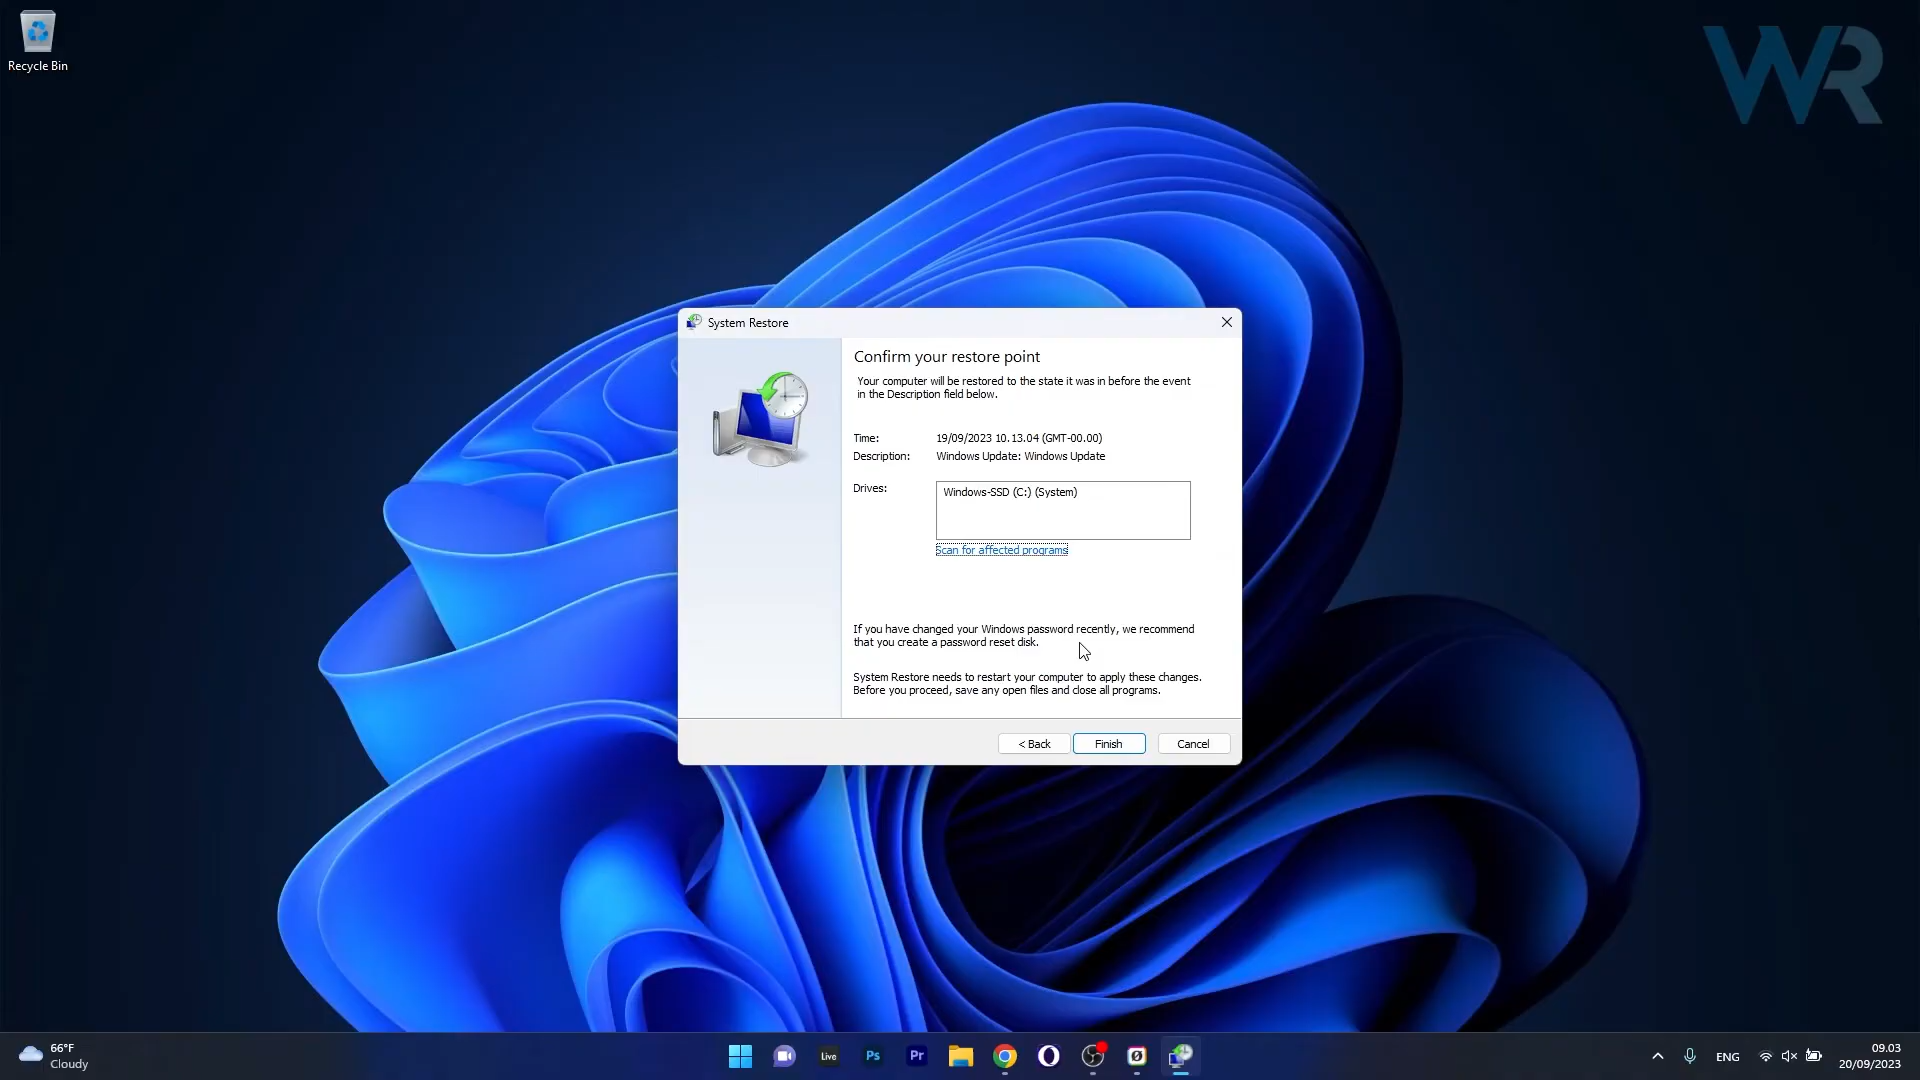 Recycle Bin
WR
System Restore
Confirm your restore point
Your computer will be restored to the state it was in before the event
in the Description field below.
Time: 19/09/2023 10.13.04 (GMT-00.00)
Description: Windows Update: Windows Update
Drives: Windows-SSD (C:) (System)
Scan for affected programs
If you have changed your Windows password recently, we recommend
that you create a password reset disk.
System Restore needs to restart your computer to apply these changes.
Before you proceed, save any open files and close all programs.
< Back Finish Cancel
66°F
Cloudy
Live
Ps
Pr
ENG
09.03
20/09/2023